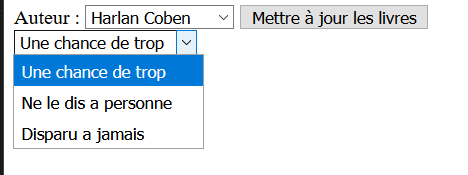 Auteur : Harlan Coben Mettre à jour les livres
Une chance de trop
Une chance de trop
Ne le dis a personne
Disparu a jamais